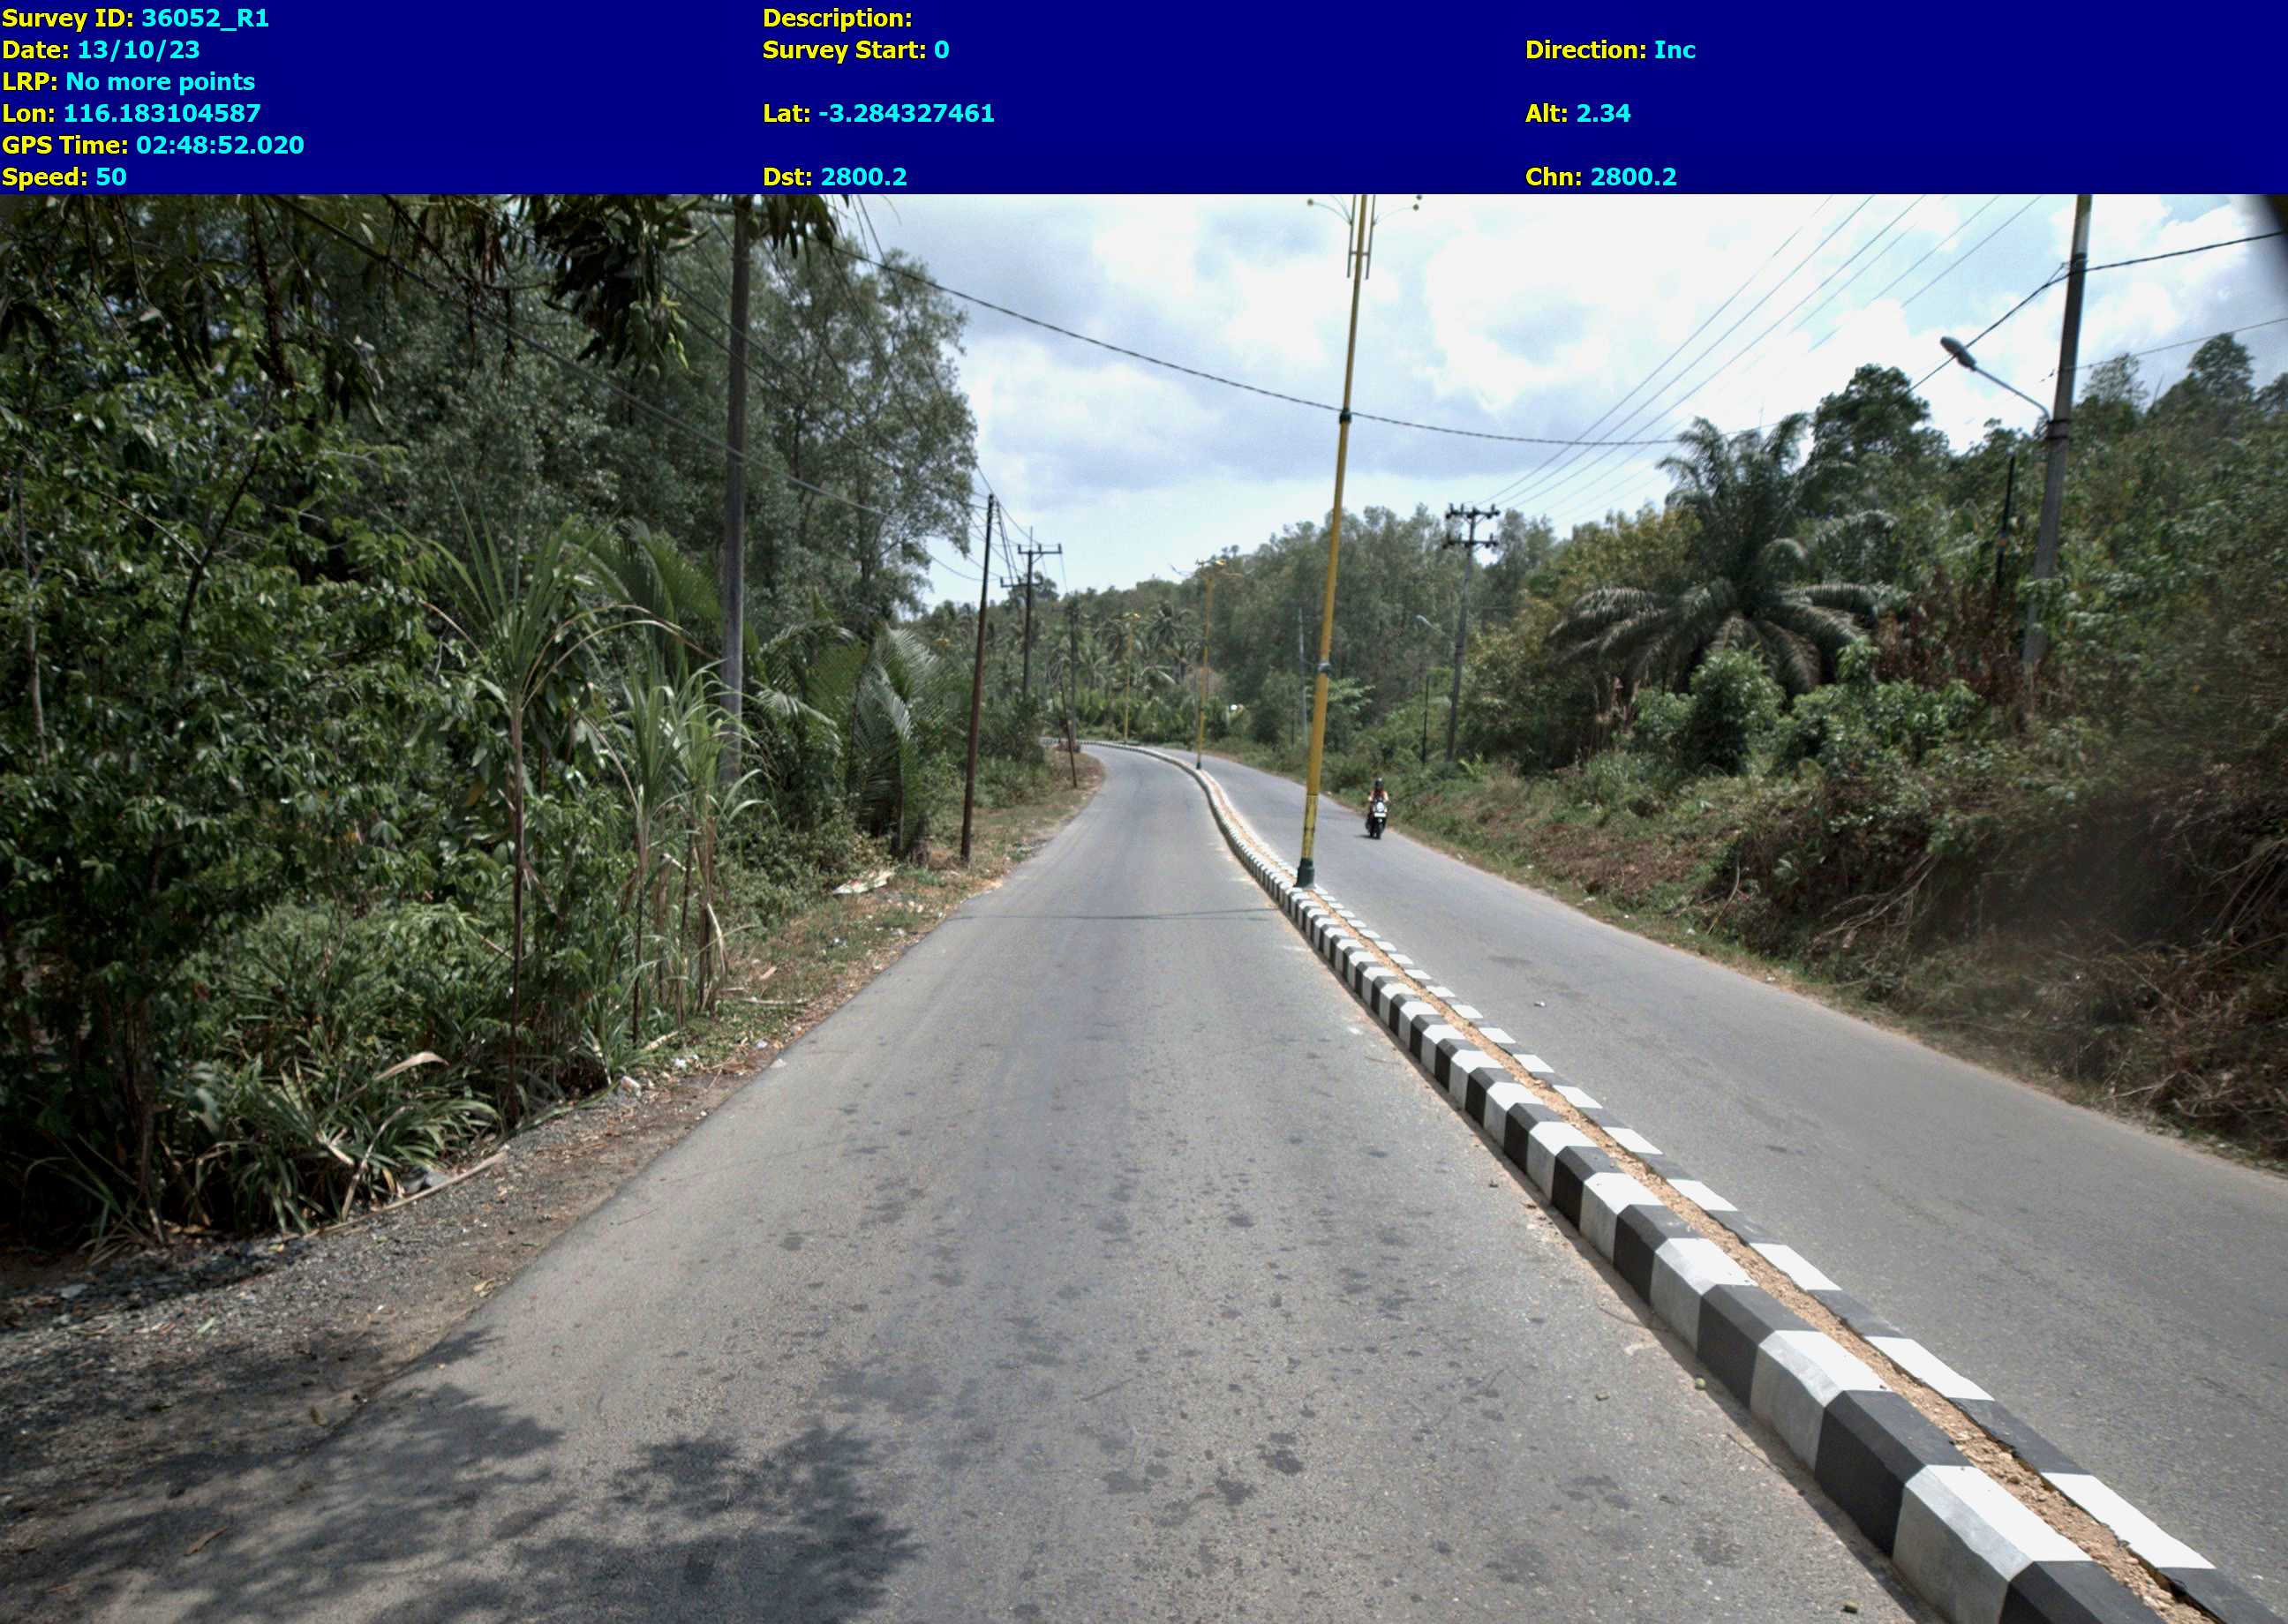 Survey ID: 36052_R1 Description:
Date: 13/10/23 Survey Start: 0 Direction: Inc
LRP: No more points
Lon: 116.183104587 Lat: -3.284327461 Alt: 2.34
GPS Time: 02:48:52.020
Speed: 50 Dst: 2800.2 Chn: 2800.2